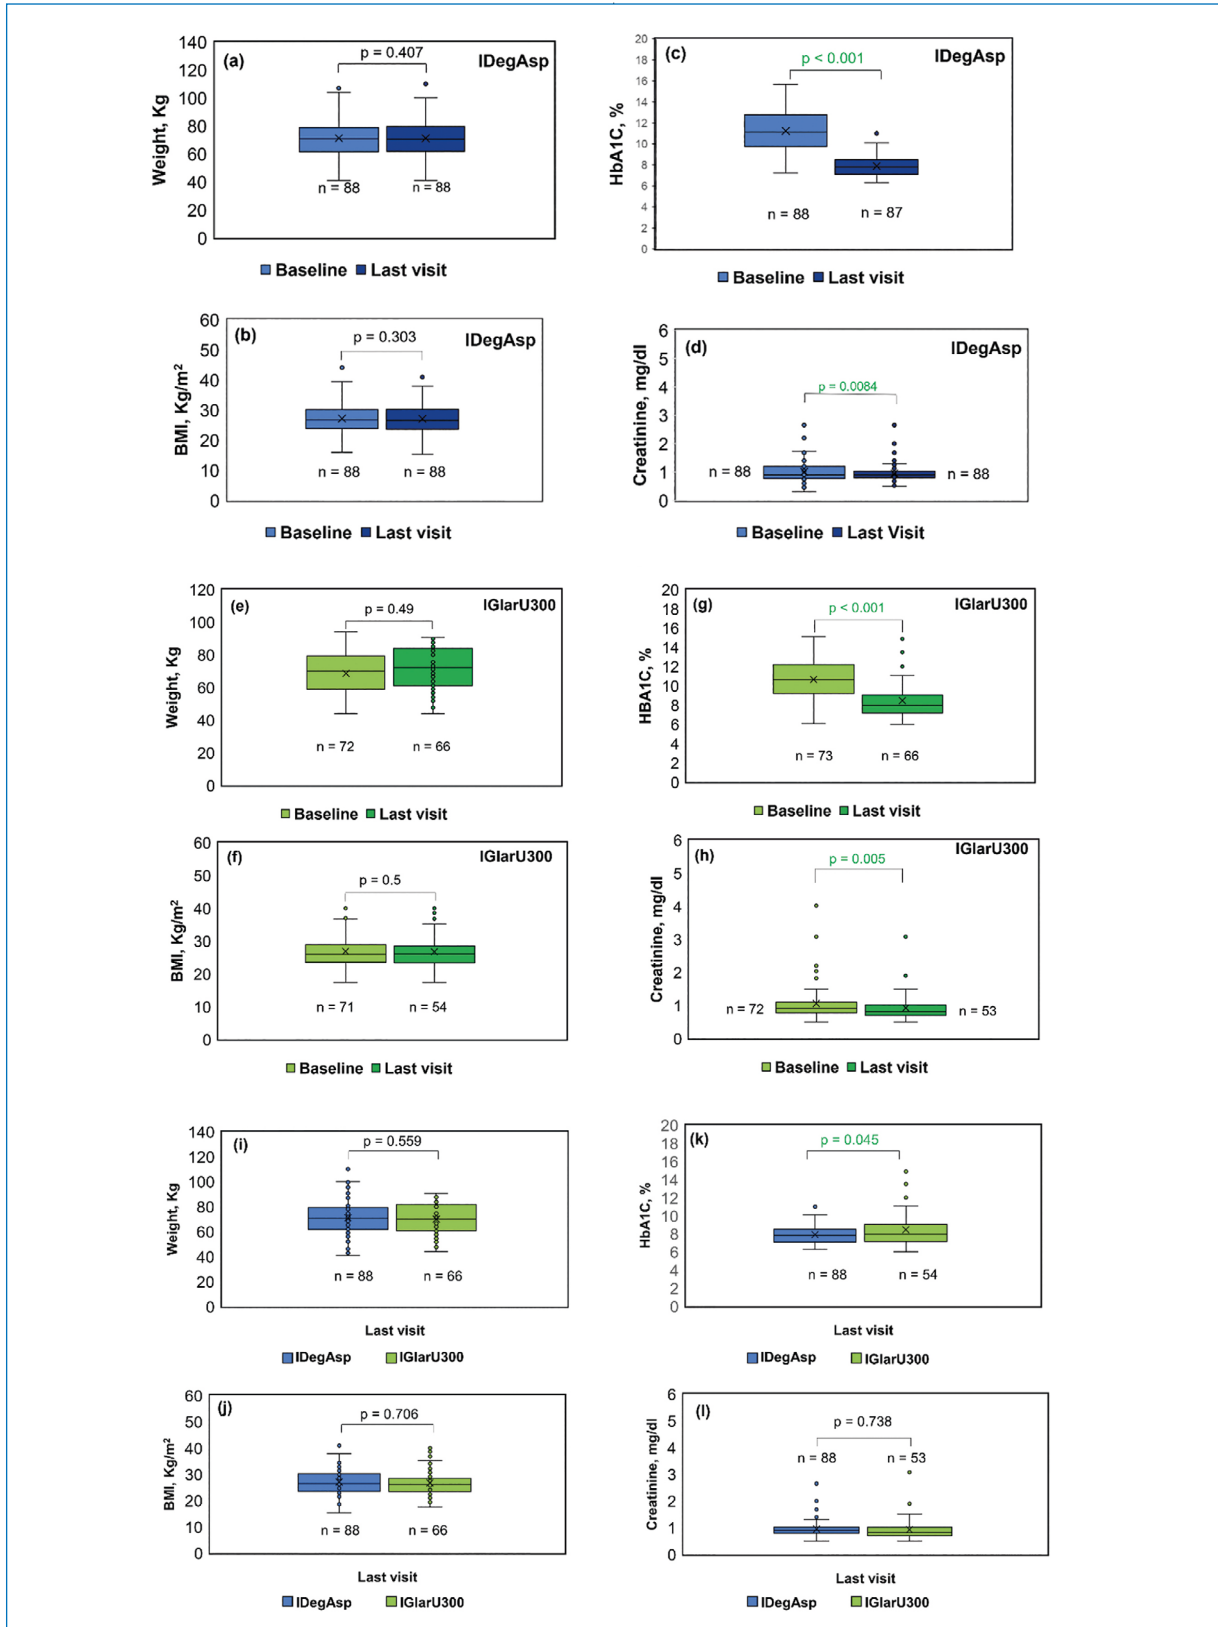 (a)
IDegAsp
p = 0.407
Weight, Kg
140
120
100
80
60
40
20
0
n = 88
n = 88
Baseline
Last visit
(c)
IDegAsp
p < 0.001
HbA1C, %
20
18
16
14
12
10
8
6
4
2
0
n = 88
n = 87
Baseline
Last visit
(b)
IDegAsp
p = 0.303
BMI, Kg/m²
60
50
40
30
20
10
0
n = 88
n = 88
Baseline
Last visit
(d)
IDegAsp
p = 0.0084
Creatinine, mg/dl
6
5
4
3
2
1
0
n = 88
n = 88
Baseline
Last Visit
(e)
IGlarU300
p = 0.49
Weight, Kg
120
100
80
60
40
20
0
n = 72
n = 66
Baseline
Last visit
(g)
IGlarU300
p < 0.001
HBA1C, %
20
18
16
14
12
10
8
6
4
2
0
n = 73
n = 66
Baseline
Last visit
(f)
IGlarU300
p = 0.5
BMI, Kg/m²
60
50
40
30
20
10
0
n = 71
n = 54
Baseline
Last visit
(h)
IGlarU300
p = 0.005
Creatinine, mg/dl
6
5
4
3
2
1
0
n = 72
n = 53
Baseline
Last visit
(i)
p = 0.559
Weight, Kg
140
120
100
80
60
40
20
0
n = 88
n = 66
Last visit
IDegAsp
IGlarU300
(k)
p = 0.045
HbA1C, %
20
18
16
14
12
10
8
6
4
2
0
n = 88
n = 54
Last visit
IDegAsp
IGlarU300
(j)
p = 0.706
BMI, Kg/m²
60
50
40
30
20
10
0
n = 88
n = 66
Last visit
IDegAsp
IGlarU300
(l)
p = 0.738
Creatinine, mg/dl
6
5
4
3
2
1
0
n = 88
n = 53
Last visit
IDegAsp
IGlarU300